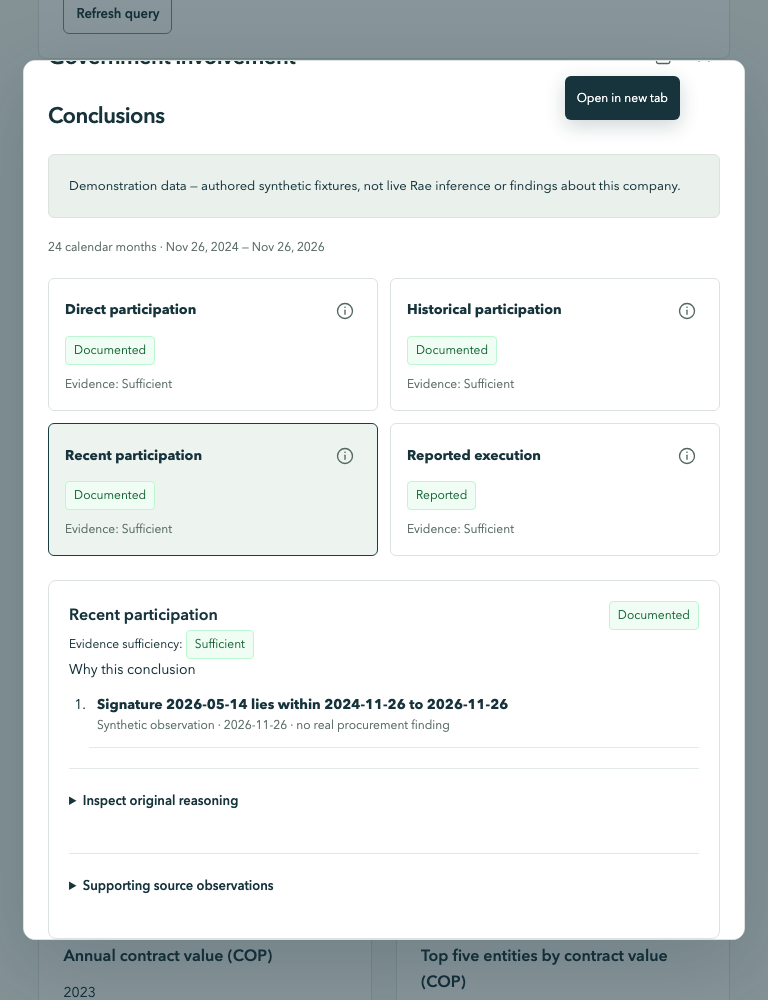 Refresh query
Government involvement
Open in new tab
Conclusions
Demonstration data – authored synthetic fixtures, not live Rae inference or findings about this company.
24 calendar months · Nov 26, 2024 – Nov 26, 2026
Direct participation
Documented
Evidence: Sufficient
Historical participation
Documented
Evidence: Sufficient
Recent participation
Documented
Evidence: Sufficient
Reported execution
Reported
Evidence: Sufficient
Recent participation
Documented
Evidence sufficiency: Sufficient
Why this conclusion
1. Signature 2026-05-14 lies within 2024-11-26 to 2026-11-26
Synthetic observation · 2026-11-26 · no real procurement finding
Inspect original reasoning
Supporting source observations
Annual contract value (COP)
2023
Top five entities by contract value
(COP)